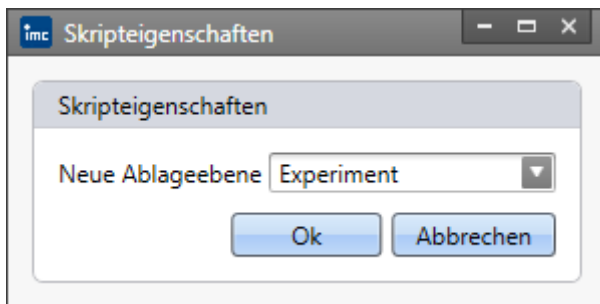 imc Skripteigenschaften
Skripteigenschaften
Neue Ablageebene Experiment
Ok Abbrechen